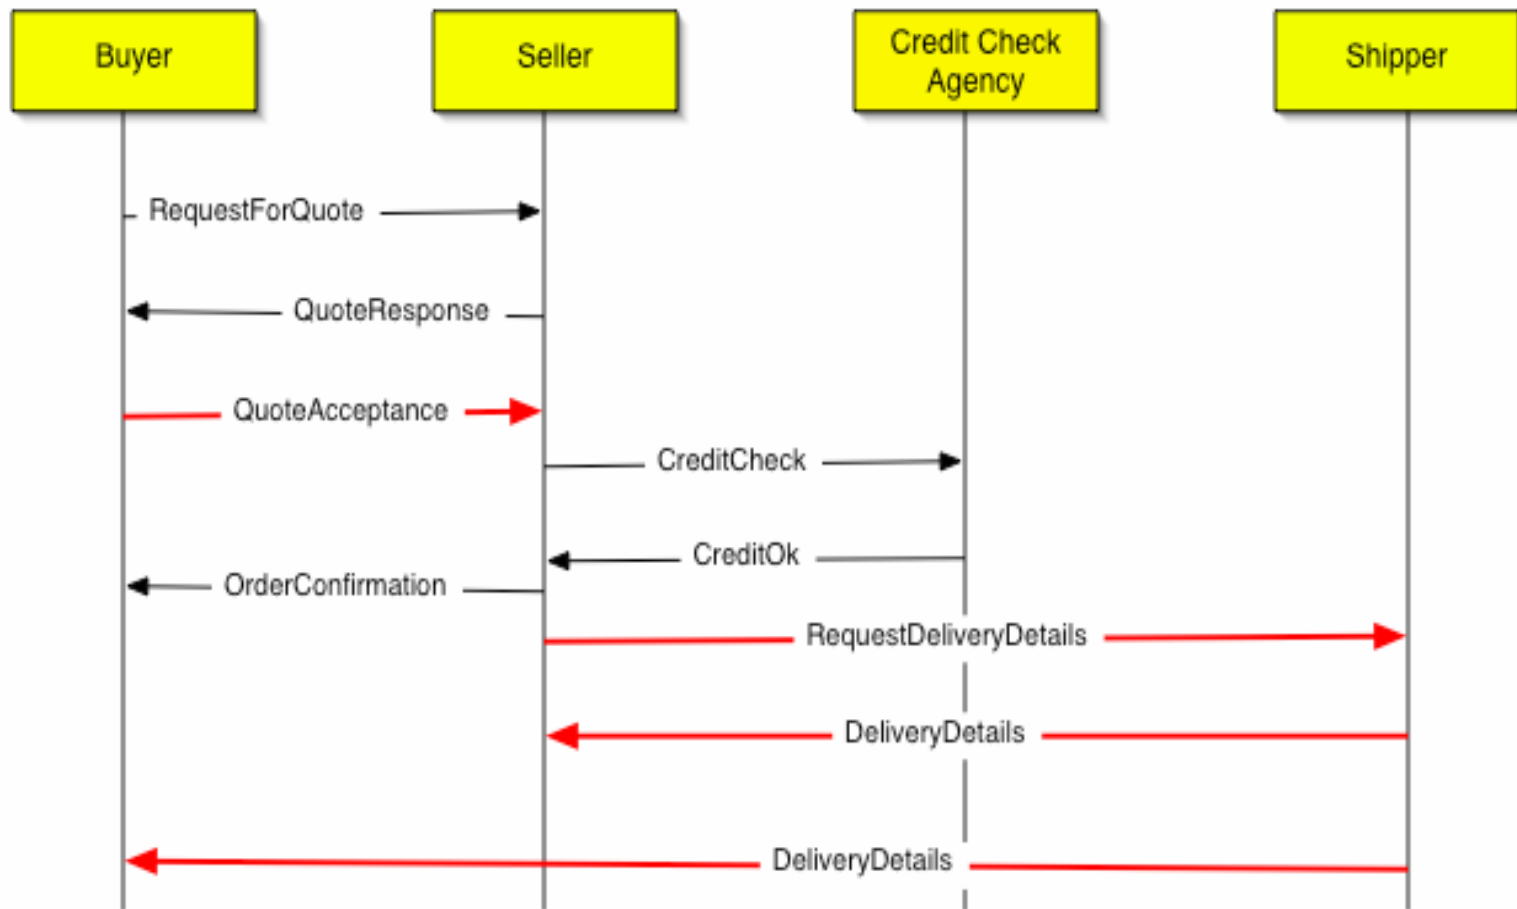 Buyer
Seller
Credit Check
Agency
Shipper
RequestForQuote
QuoteResponse
QuoteAcceptance
CreditCheck
CreditOk
OrderConfirmation
RequestDeliveryDetails
DeliveryDetails
DeliveryDetails